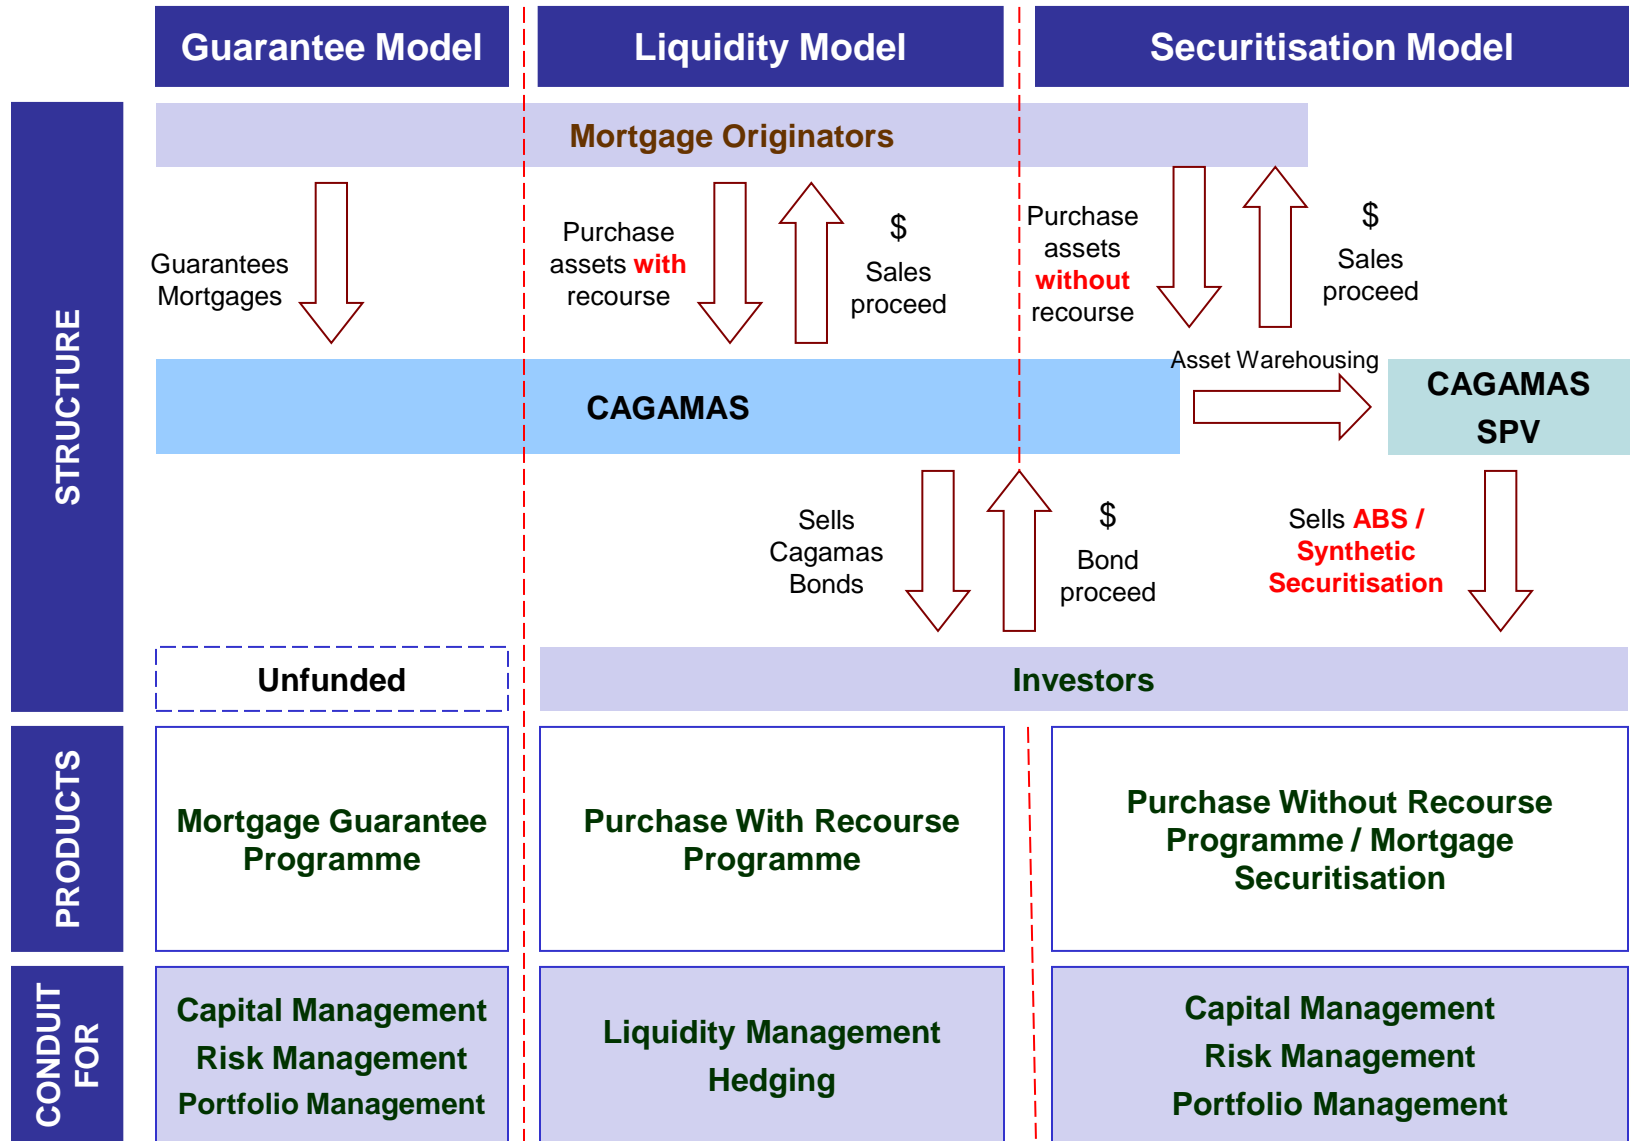 Guarantee Model
Liquidity Model
Securitisation Model
STRUCTURE
Mortgage Originators
Guarantees
Mortgages
Purchase
assets with
recourse
$
Sales
proceed
Purchase
assets
without
recourse
$
Sales
proceed
Asset Warehousing
CAGAMAS
CAGAMAS
SPV
Sells
Cagamas
Bonds
$
Bond
proceed
Sells ABS /
Synthetic
Securitisation
Unfunded
Investors
PRODUCTS
Mortgage Guarantee
Programme
Purchase With Recourse
Programme
Purchase Without Recourse
Programme / Mortgage
Securitisation
CONDUIT
FOR
Capital Management
Risk Management
Portfolio Management
Liquidity Management
Hedging
Capital Management
Risk Management
Portfolio Management